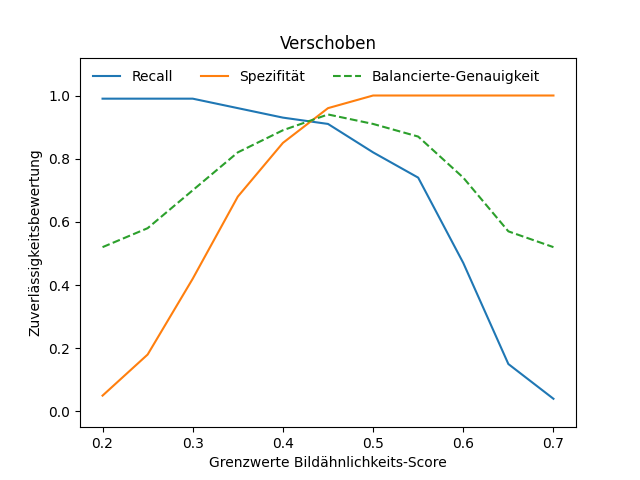 Verschoben
Recall Spezifität Balancierte-Genauigkeit
1.0
0.8
0.6
0.4
0.2
0.0
Zuverlässigkeitsbewertung
0.2 0.3 0.4 0.5 0.6 0.7
Grenzwerte Bildähnlichkeits-Score